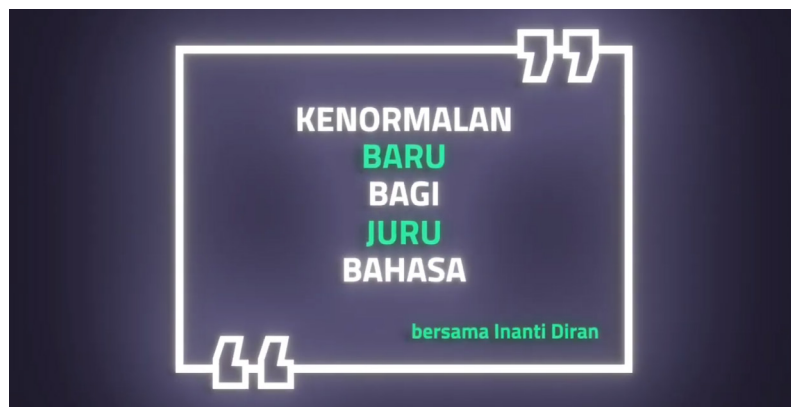 KENORMALAN
BARU
BAGI
JURU
BAHASA
bersama Inanti Diran